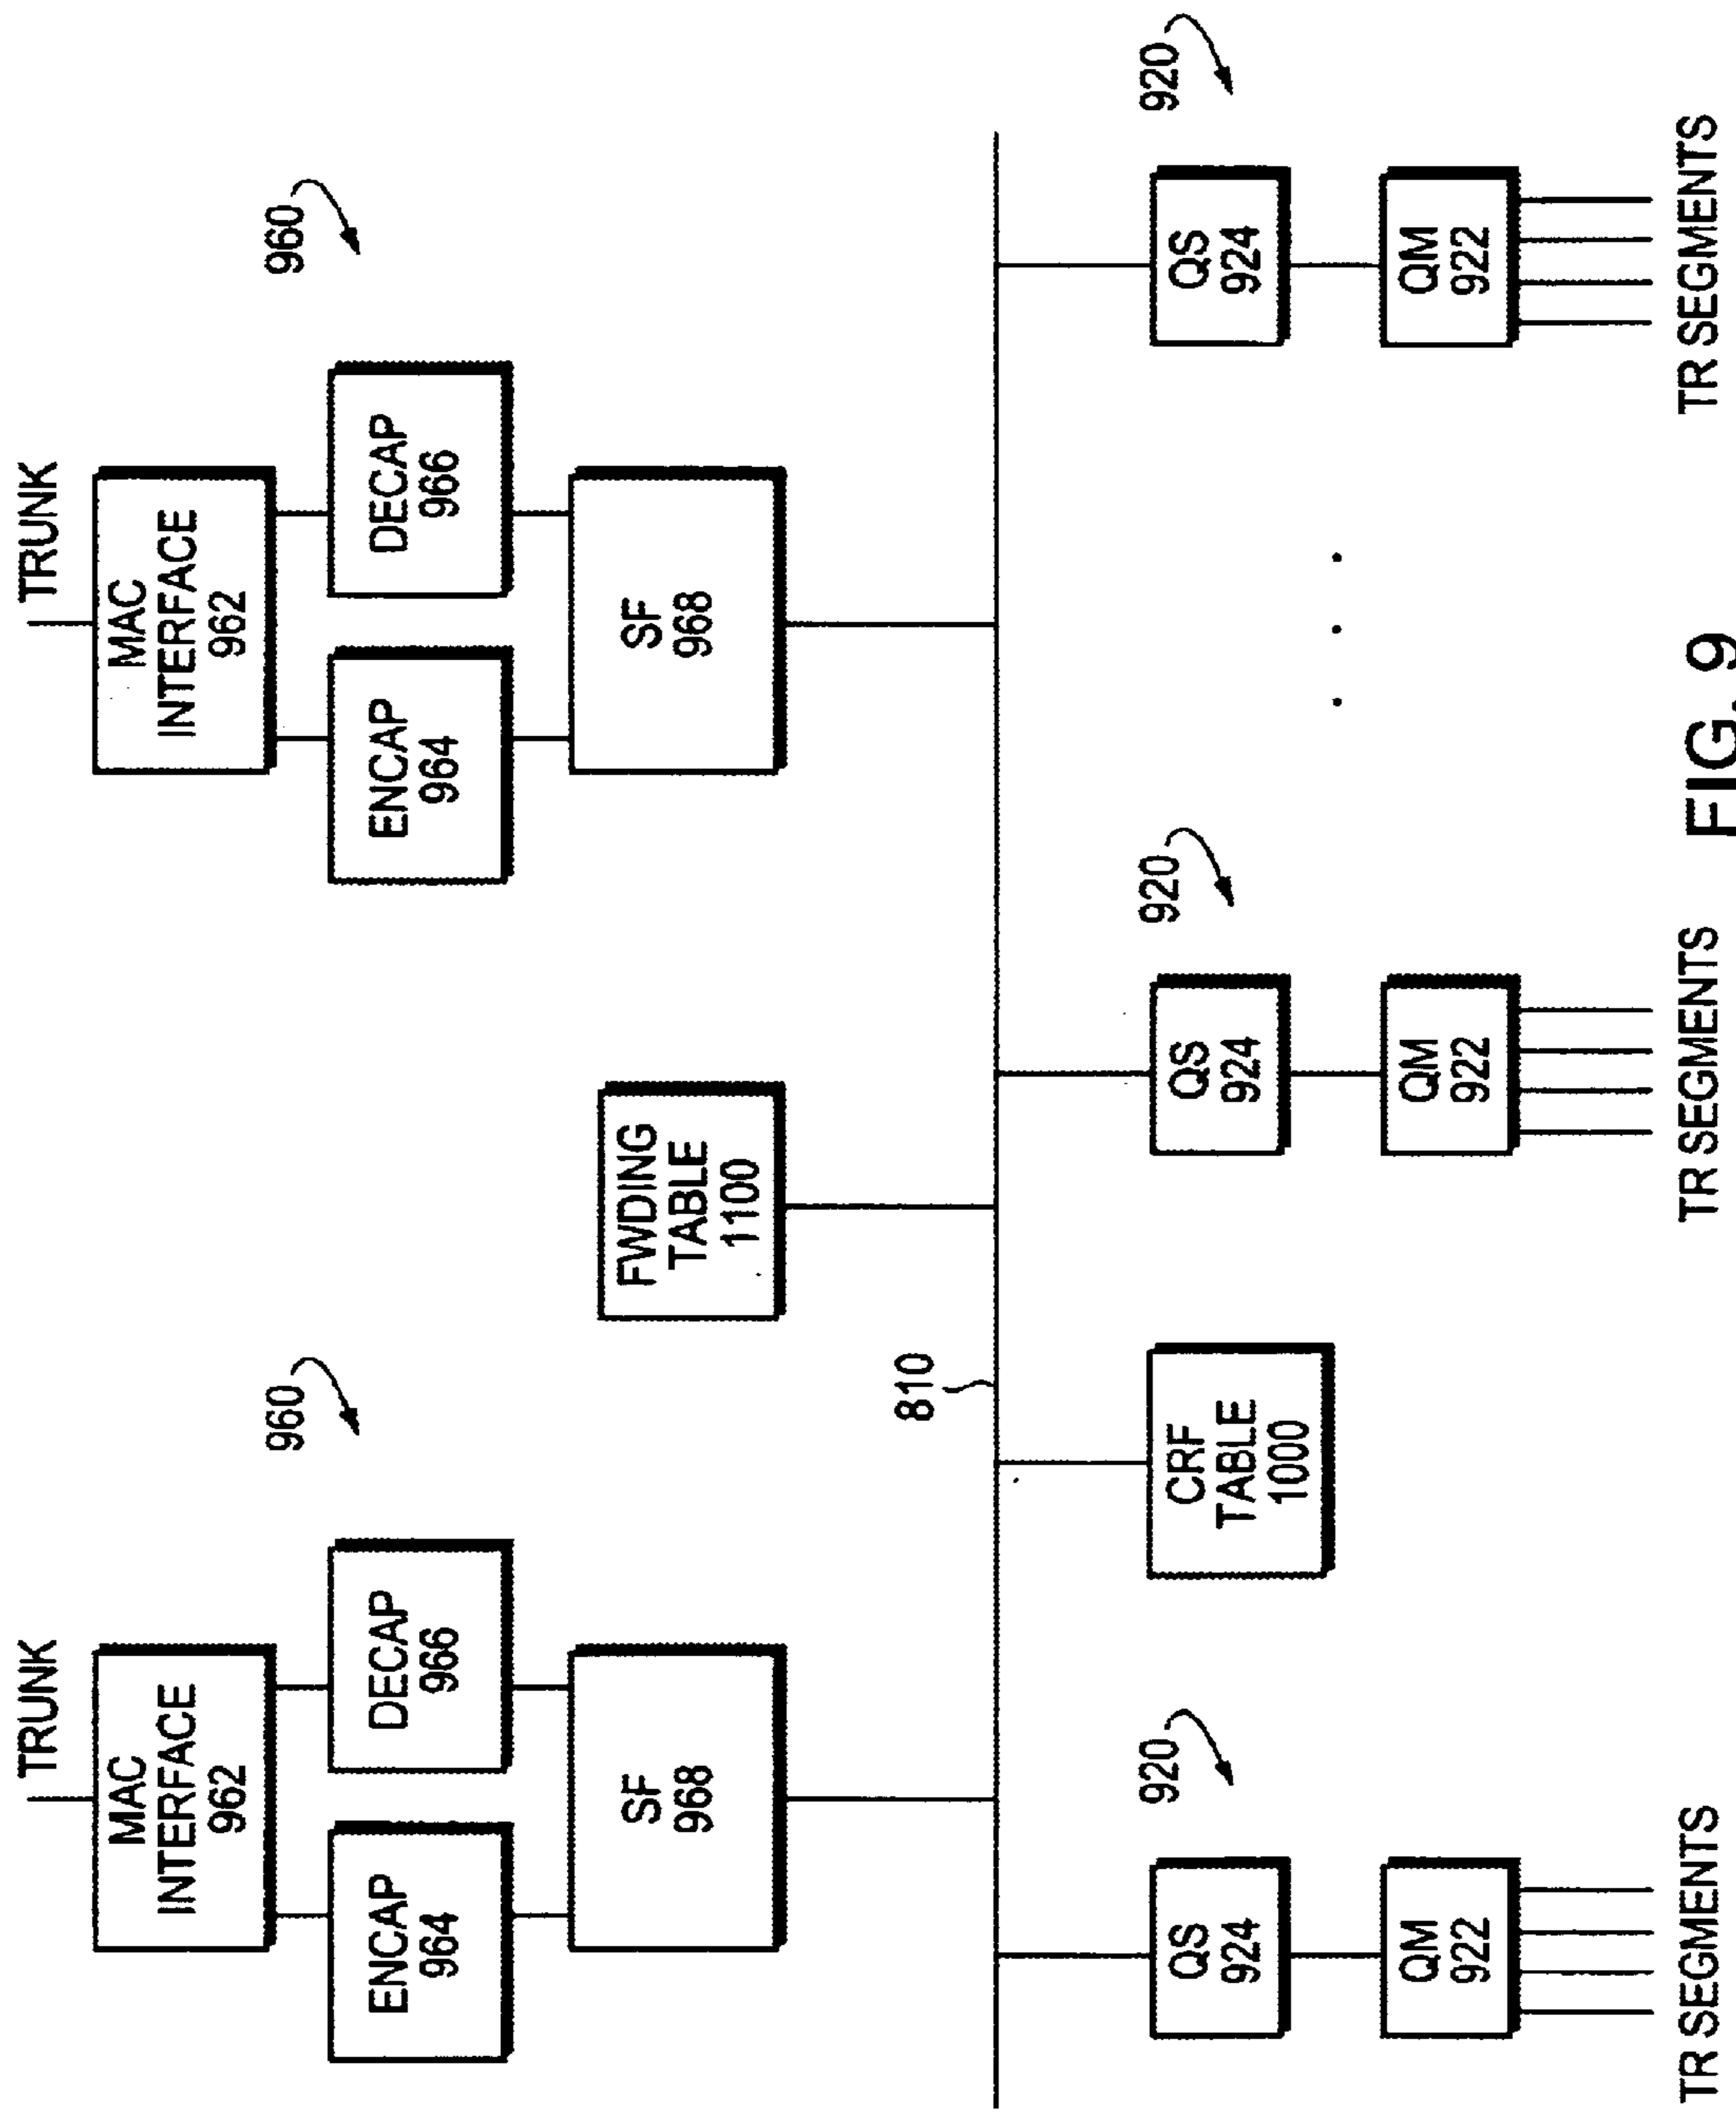 TRUNK
TRUNK
960
960
MAC
INTERFACE
962
MAC
INTERFACE
962
ENCAP
964
DECAP
966
ENCAP
964
DECAP
966
SF
968
FWDING
TABLE
1100
SF
968
810
920
920
920
QS
924
CRF
TABLE
1000
QS
924
QS
924
. . .
QM
922
QM
922
QM
922
TR SEGMENTS
TR SEGMENTS
TR SEGMENTS
FIG. 9